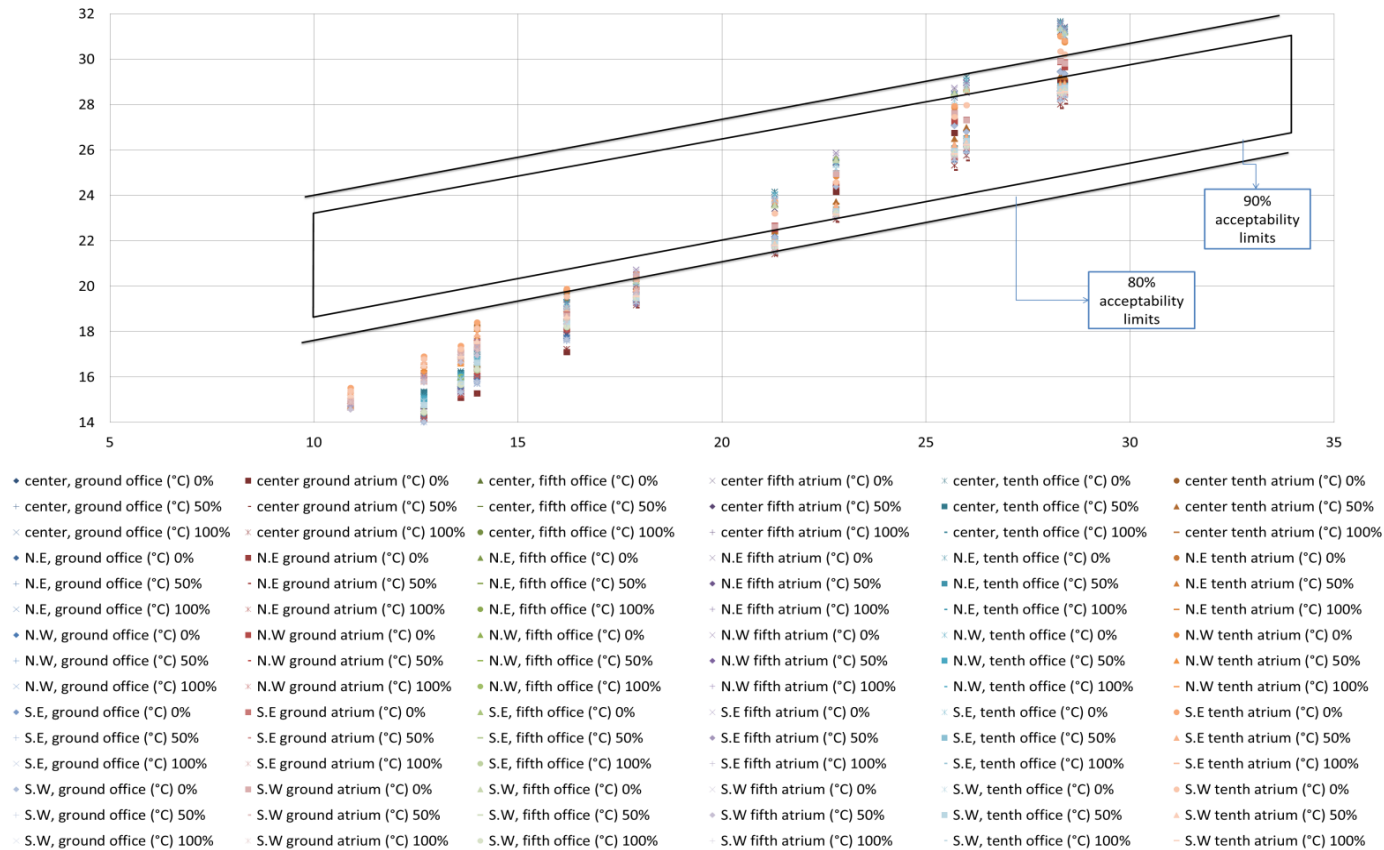 32
30
28
26
24
22
20
18
16
14
5 10 15 20 25 30 35
90%
acceptability
limits
80%
acceptability
limits
center, ground office (°C) 0% center ground atrium (°C) 0% center, fifth office (°C) 0% center fifth atrium (°C) 0% center, tenth office (°C) 0% center tenth atrium (°C) 0%
center, ground office (°C) 50% center ground atrium (°C) 50% center, fifth office (°C) 50% center fifth atrium (°C) 50% center, tenth office (°C) 50% center tenth atrium (°C) 50%
center, ground office (°C) 100% center ground atrium (°C) 100% center, fifth office (°C) 100% center fifth atrium (°C) 100% center, tenth office (°C) 100% center tenth atrium (°C) 100%
N.E, ground office (°C) 0% N.E ground atrium (°C) 0% N.E, fifth office (°C) 0% N.E fifth atrium (°C) 0% N.E, tenth office (°C) 0% N.E tenth atrium (°C) 0%
N.E, ground office (°C) 50% N.E ground atrium (°C) 50% N.E, fifth office (°C) 50% N.E fifth atrium (°C) 50% N.E, tenth office (°C) 50% N.E tenth atrium (°C) 50%
N.E, ground office (°C) 100% N.E ground atrium (°C) 100% N.E, fifth office (°C) 100% N.E fifth atrium (°C) 100% N.E, tenth office (°C) 100% N.E tenth atrium (°C) 100%
N.W, ground office (°C) 0% N.W ground atrium (°C) 0% N.W, fifth office (°C) 0% N.W fifth atrium (°C) 0% N.W, tenth office (°C) 0% N.W tenth atrium (°C) 0%
N.W, ground office (°C) 50% N.W ground atrium (°C) 50% N.W, fifth office (°C) 50% N.W fifth atrium (°C) 50% N.W, tenth office (°C) 50% N.W tenth atrium (°C) 50%
N.W, ground office (°C) 100% N.W ground atrium (°C) 100% N.W, fifth office (°C) 100% N.W fifth atrium (°C) 100% N.W, tenth office (°C) 100% N.W tenth atrium (°C) 100%
S.E, ground office (°C) 0% S.E ground atrium (°C) 0% S.E, fifth office (°C) 0% S.E fifth atrium (°C) 0% S.E, tenth office (°C) 0% S.E tenth atrium (°C) 0%
S.E, ground office (°C) 50% S.E ground atrium (°C) 50% S.E, fifth office (°C) 50% S.E fifth atrium (°C) 50% S.E, tenth office (°C) 50% S.E tenth atrium (°C) 50%
S.E, ground office (°C) 100% S.E ground atrium (°C) 100% S.E, fifth office (°C) 100% S.E fifth atrium (°C) 100% S.E, tenth office (°C) 100% S.E tenth atrium (°C) 100%
S.W, ground office (°C) 0% S.W ground atrium (°C) 0% S.W, fifth office (°C) 0% S.W fifth atrium (°C) 0% S.W, tenth office (°C) 0% S.W tenth atrium (°C) 0%
S.W, ground office (°C) 50% S.W ground atrium (°C) 50% S.W, fifth office (°C) 50% S.W fifth atrium (°C) 50% S.W, tenth office (°C) 50% S.W tenth atrium (°C) 50%
S.W, ground office (°C) 100% S.W ground atrium (°C) 100% S.W, fifth office (°C) 100% S.W fifth atrium (°C) 100% S.W, tenth office (°C) 100% S.W tenth atrium (°C) 100%